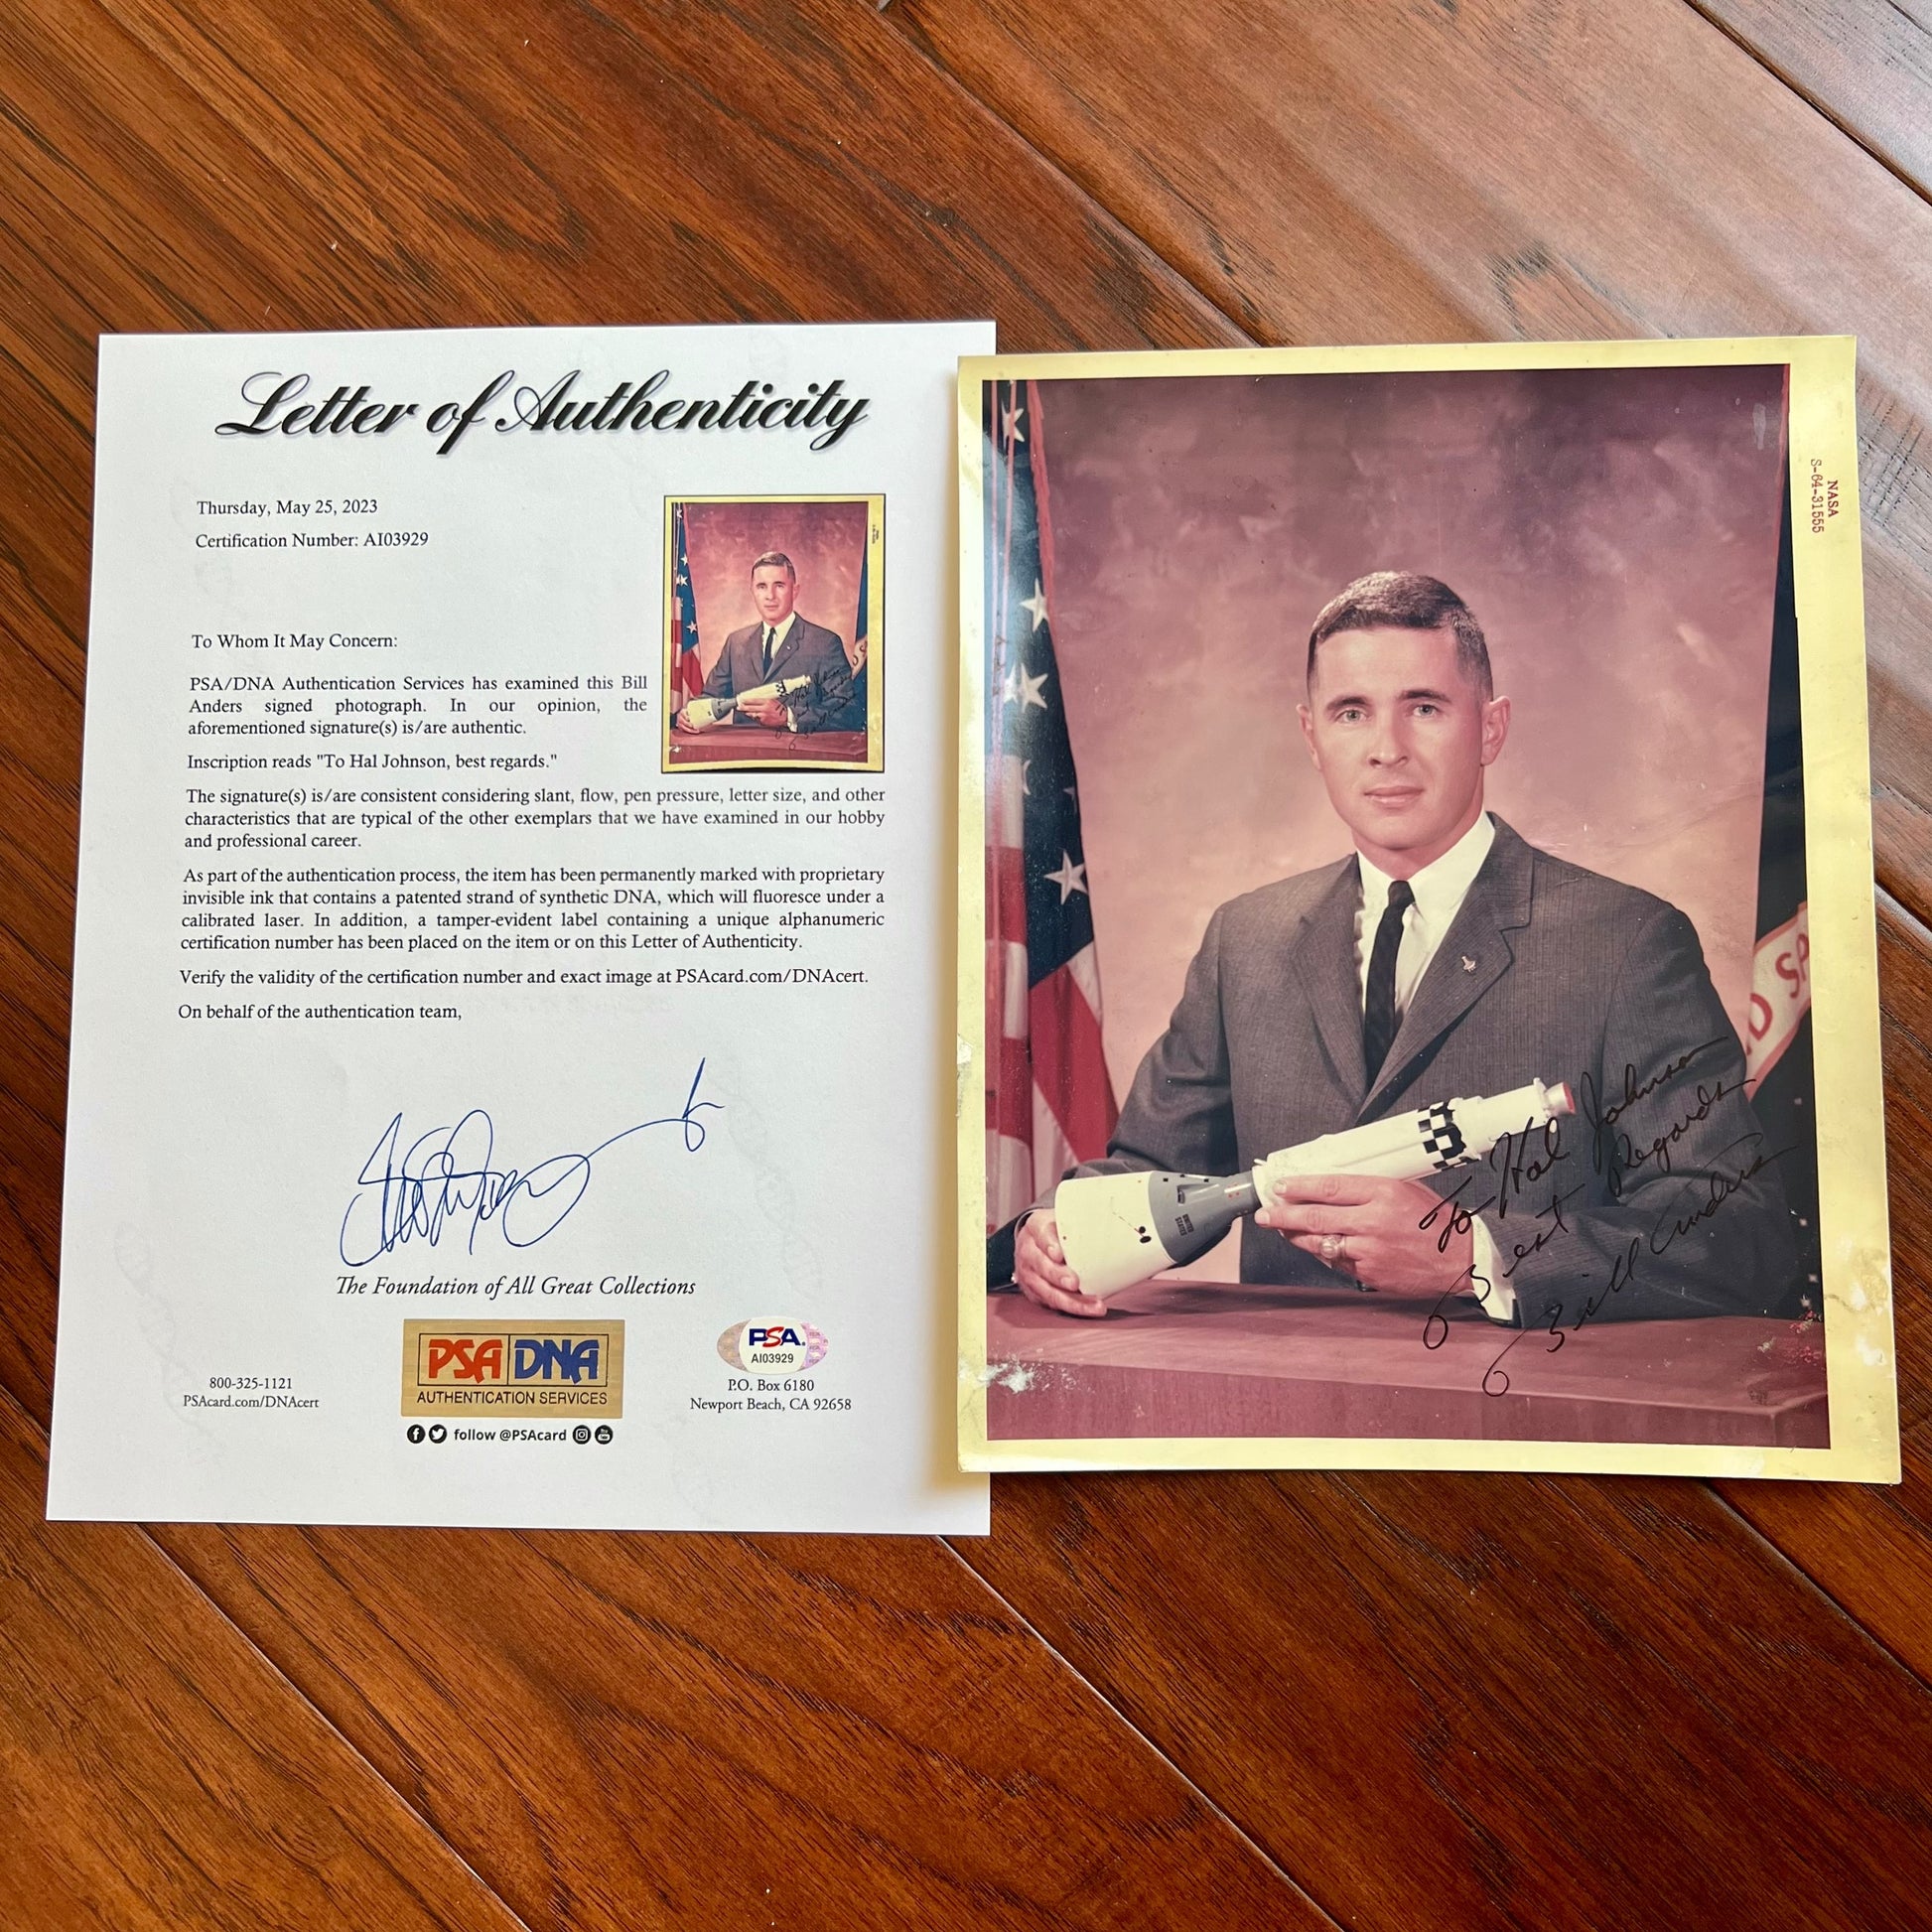 Letter of Authenticity
Thursday, May 25, 2023
Certification Number: AI03929
To Whom It May Concern:
PSA/DNA Authentication Services has examined this Bill
Anders signed photograph. In our opinion, the
aforementioned signature(s) is/are authentic.
Inscription reads "To Hal Johnson, best regards."
The signature(s) is/are consistent considering slant, flow, pen pressure, letter size, and other
characteristics that are typical of the other exemplars that we have examined in our hobby
and professional career.
As part of the authentication process, the item has been permanently marked with proprietary
invisible ink that contains a patented strand of synthetic DNA, which will fluoresce under a
calibrated laser. In addition, a tamper-evident label containing a unique alphanumeric
certification number has been placed on the item or on this Letter of Authenticity.
Verify the validity of the certification number and exact image at PSAcard.com/DNAcert.
On behalf of the authentication team,
The Foundation of All Great Collections
800-325-1121
PSAcard.com/DNAcert
PSA DNA
AUTHENTICATION SERVICES
follow @PSAcard
PSA
AI03929
P.O. Box 6180
Newport Beach, CA 92658
NASA
S-64-31555
D SPA
UNITED STATES
To Hal Johnson
Best Regards
Bill Anders